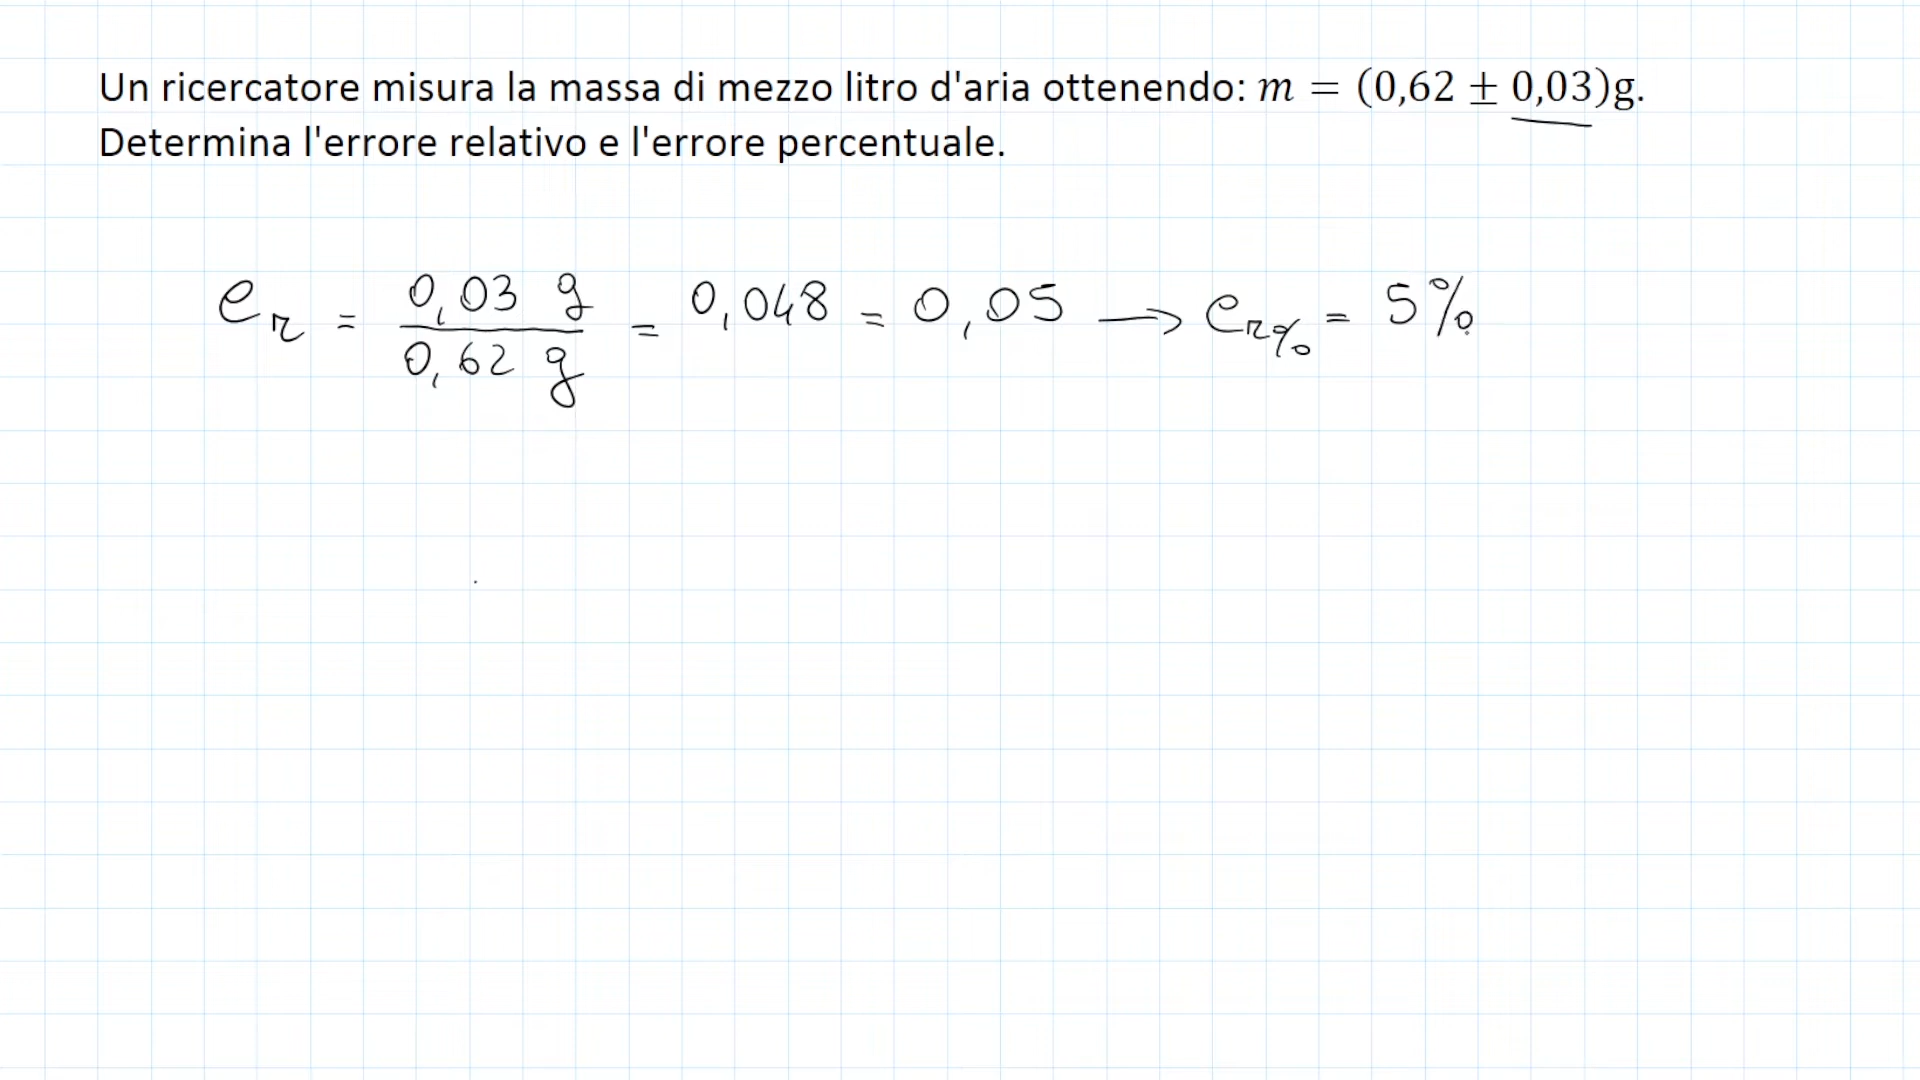 Un ricercatore misura la massa di mezzo litro d'aria ottenendo: m = (0,62 ± 0,03)g.
Determina l'errore relativo e l'errore percentuale.
e_r = 0,03 g / 0,62 g = 0,048 = 0,05 → e_r% = 5%